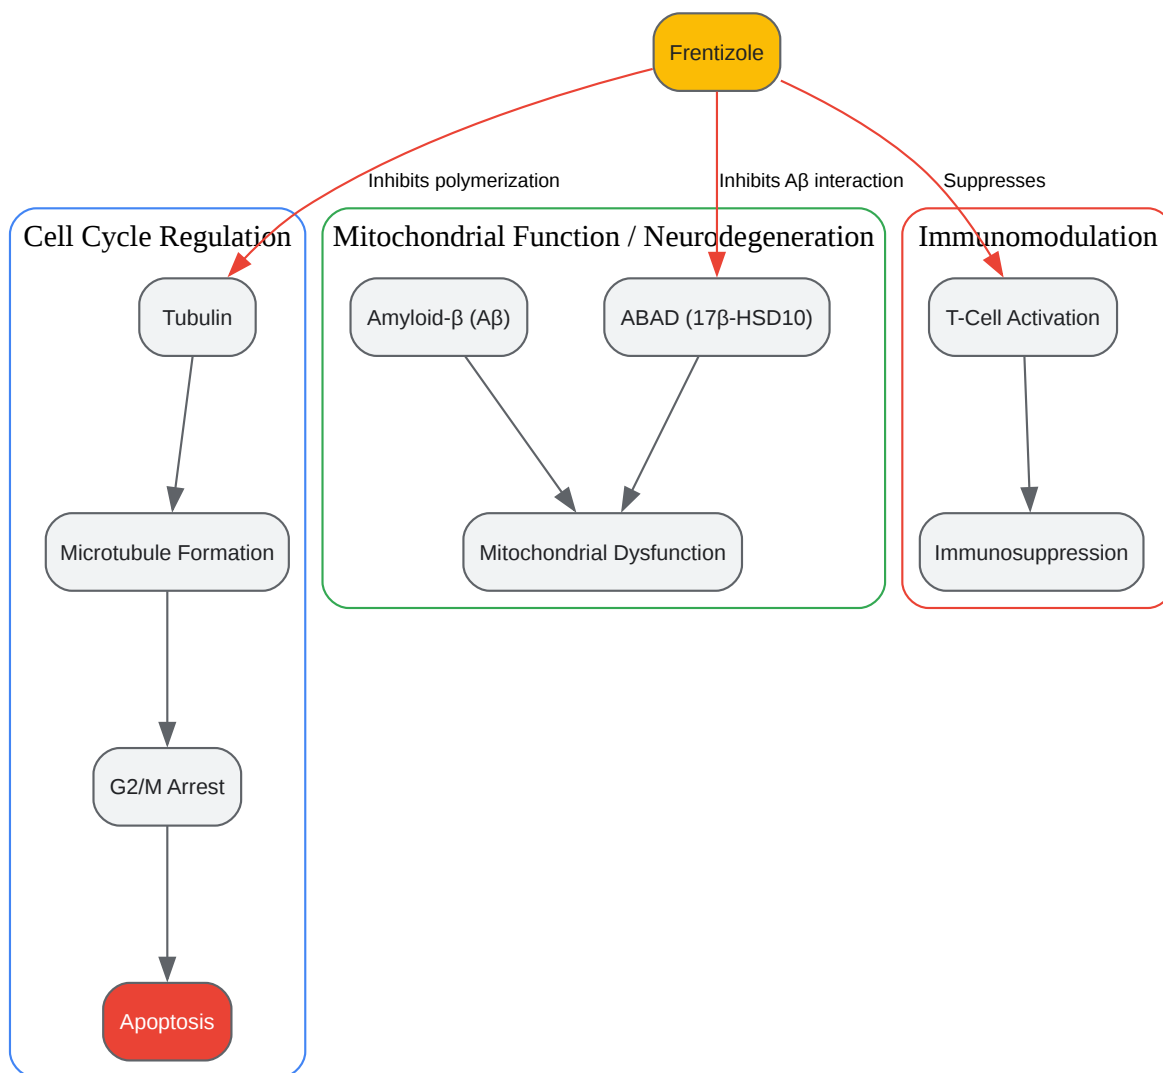 Frentizole
Inhibits polymerization
Inhibits Aβ interaction
Suppresses
Cell Cycle Regulation
Mitochondrial Function / Neurodegeneration
Immunomodulation
Tubulin
Amyloid-β (Aβ)
ABAD (17β-HSD10)
T-Cell Activation
Microtubule Formation
Mitochondrial Dysfunction
Immunosuppression
G2/M Arrest
Apoptosis